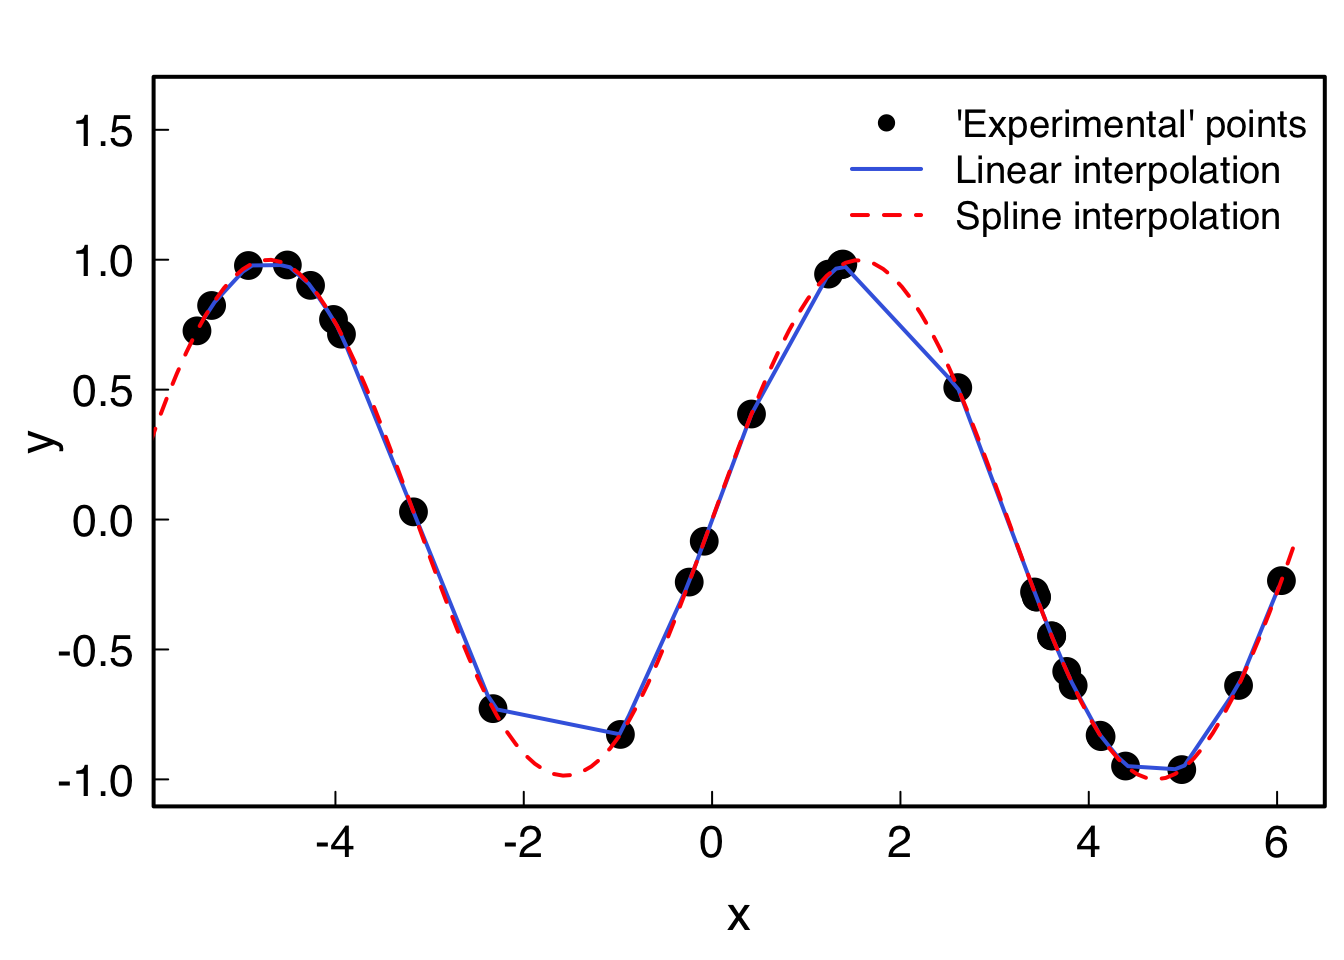 'Experimental' points
Linear interpolation
Spline interpolation
1.5
1.0
0.5
0.0
-0.5
-1.0
y
-4 -2 0 2 4 6
x